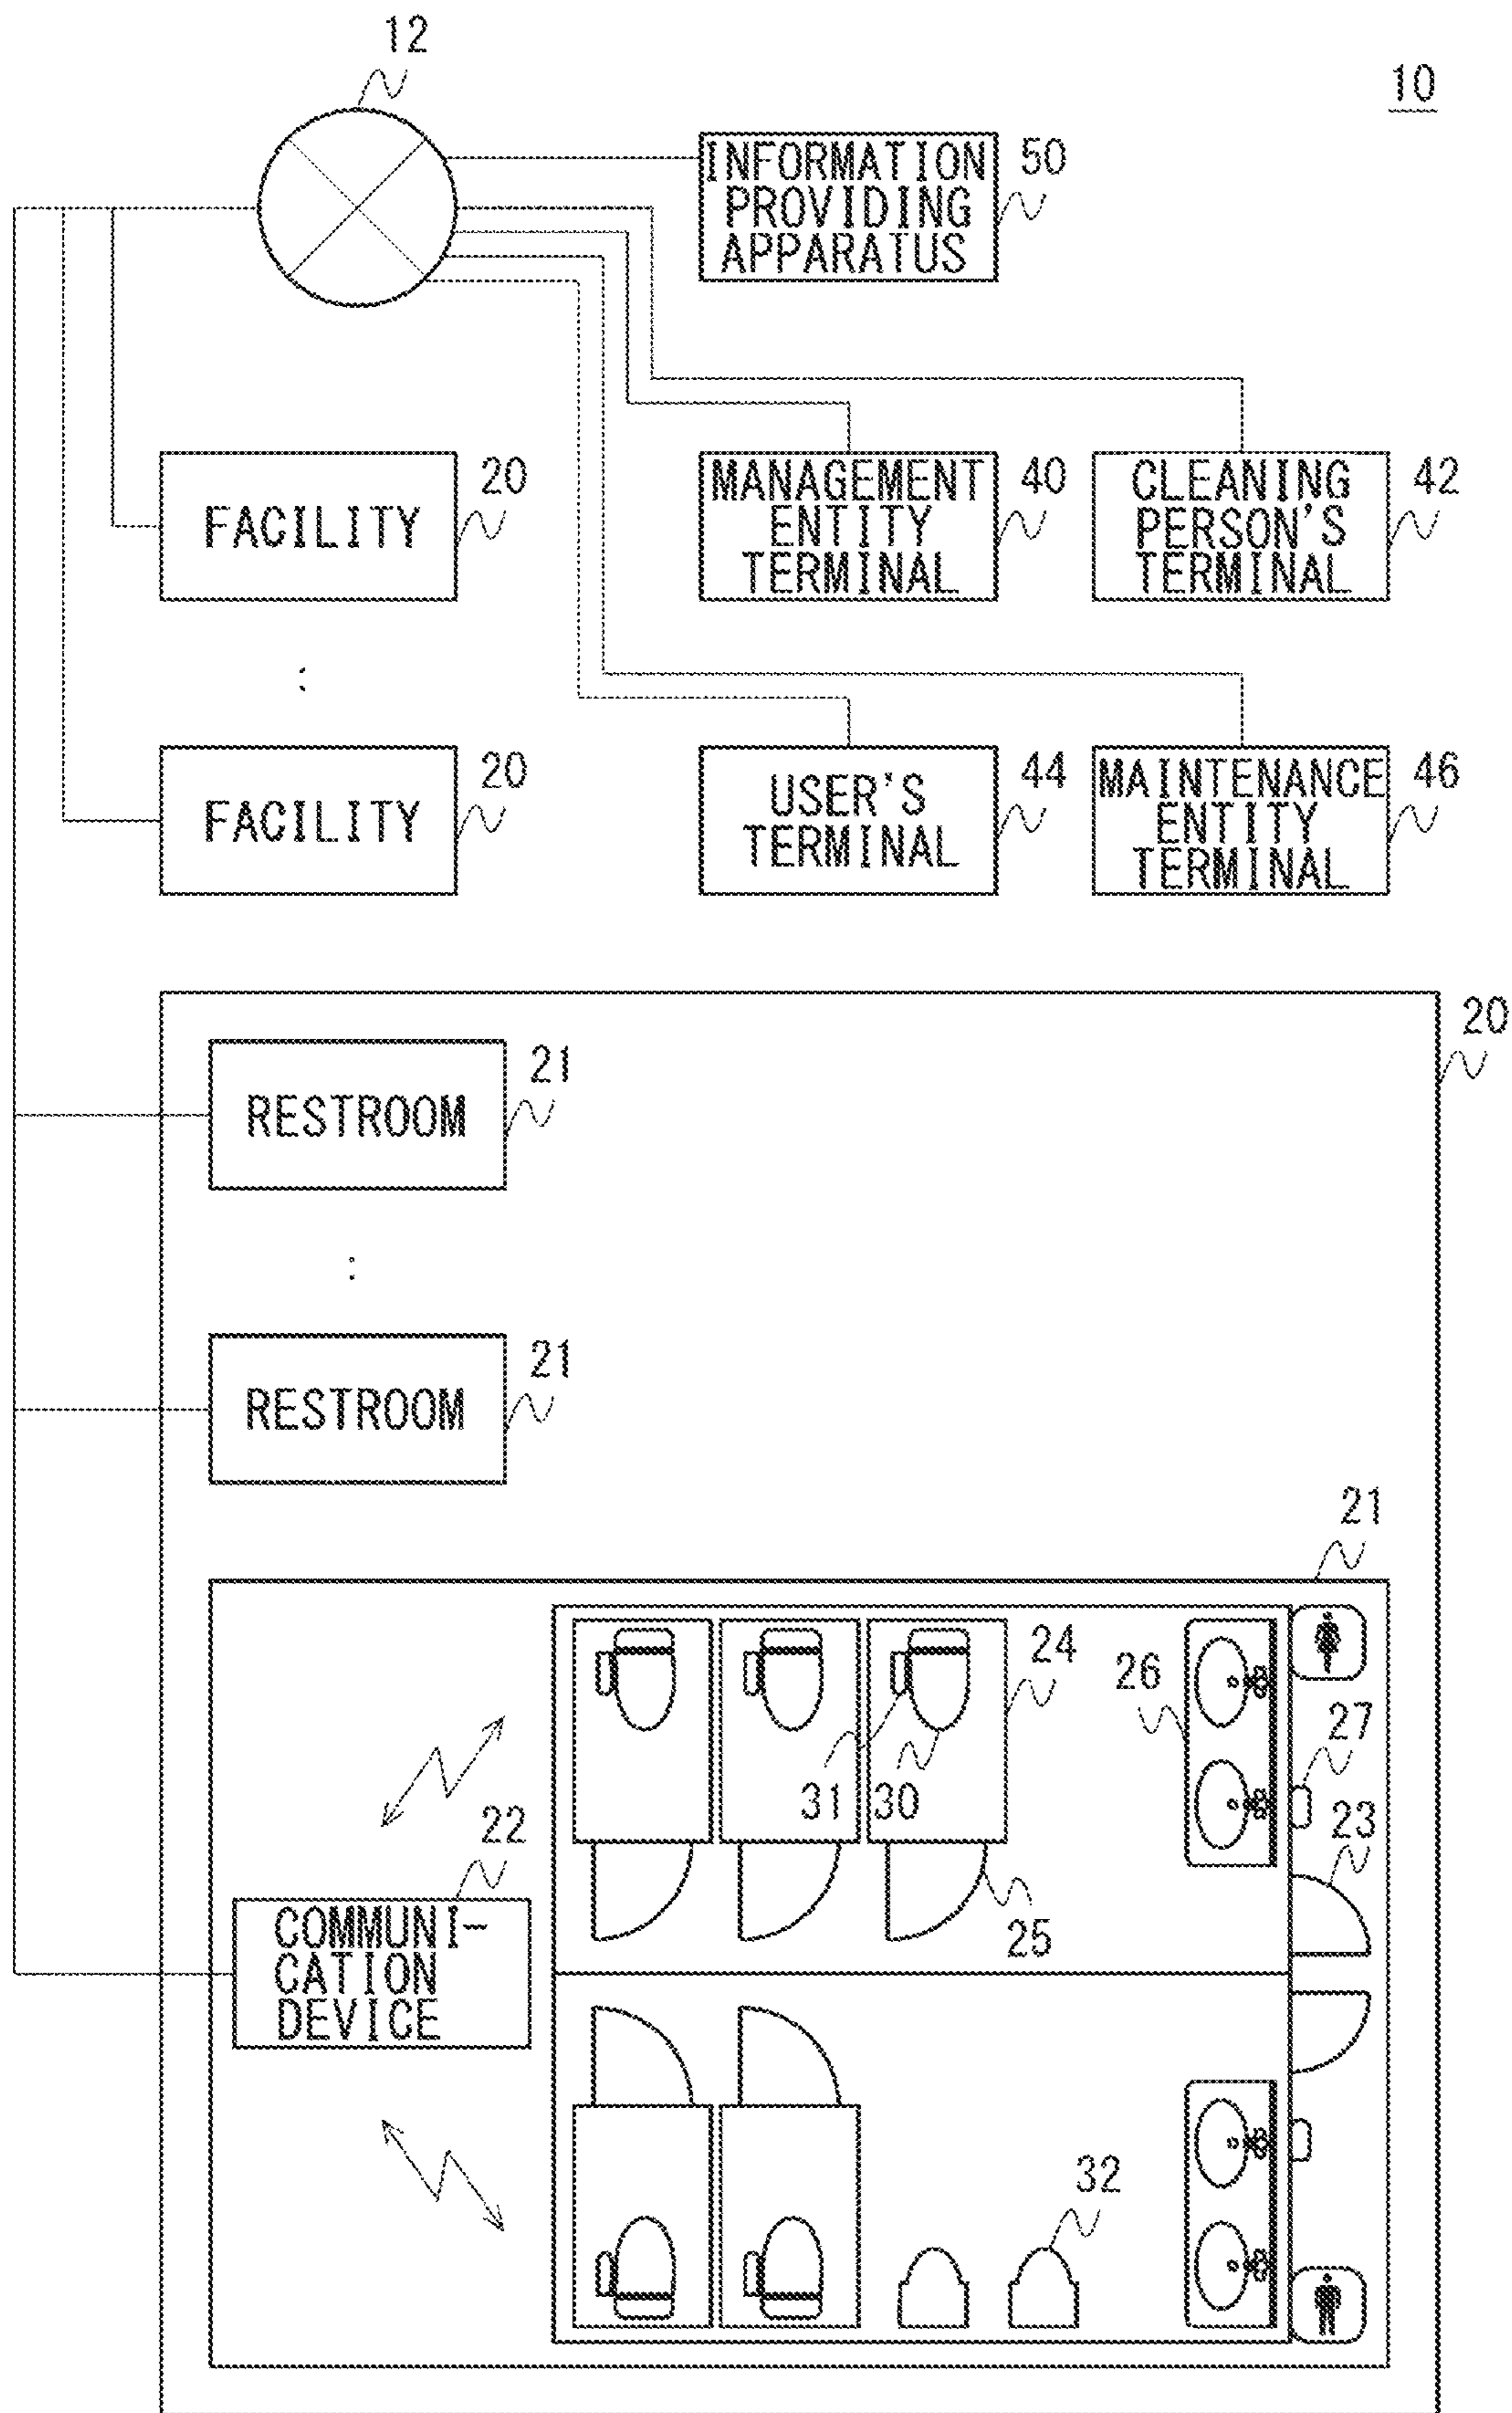 12
10
INFORMATION
PROVIDING
APPARATUS
50
FACILITY
20
MANAGEMENT
ENTITY
TERMINAL
40
CLEANING
PERSON'S
TERMINAL
42
:
FACILITY
20
USER'S
TERMINAL
44
MAINTENANCE
ENTITY
TERMINAL
46
20
RESTROOM
21
:
RESTROOM
21
21
24
26
27
31
30
23
22
COMMUNI-
CATION
DEVICE
25
32